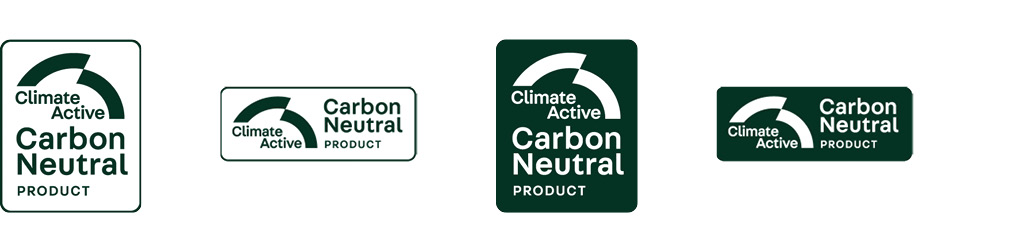 Climate
Active
Carbon
Neutral
PRODUCT
Climate
Active
Carbon
Neutral
PRODUCT
Climate
Active
Carbon
Neutral
PRODUCT
Climate
Active
Carbon
Neutral
PRODUCT